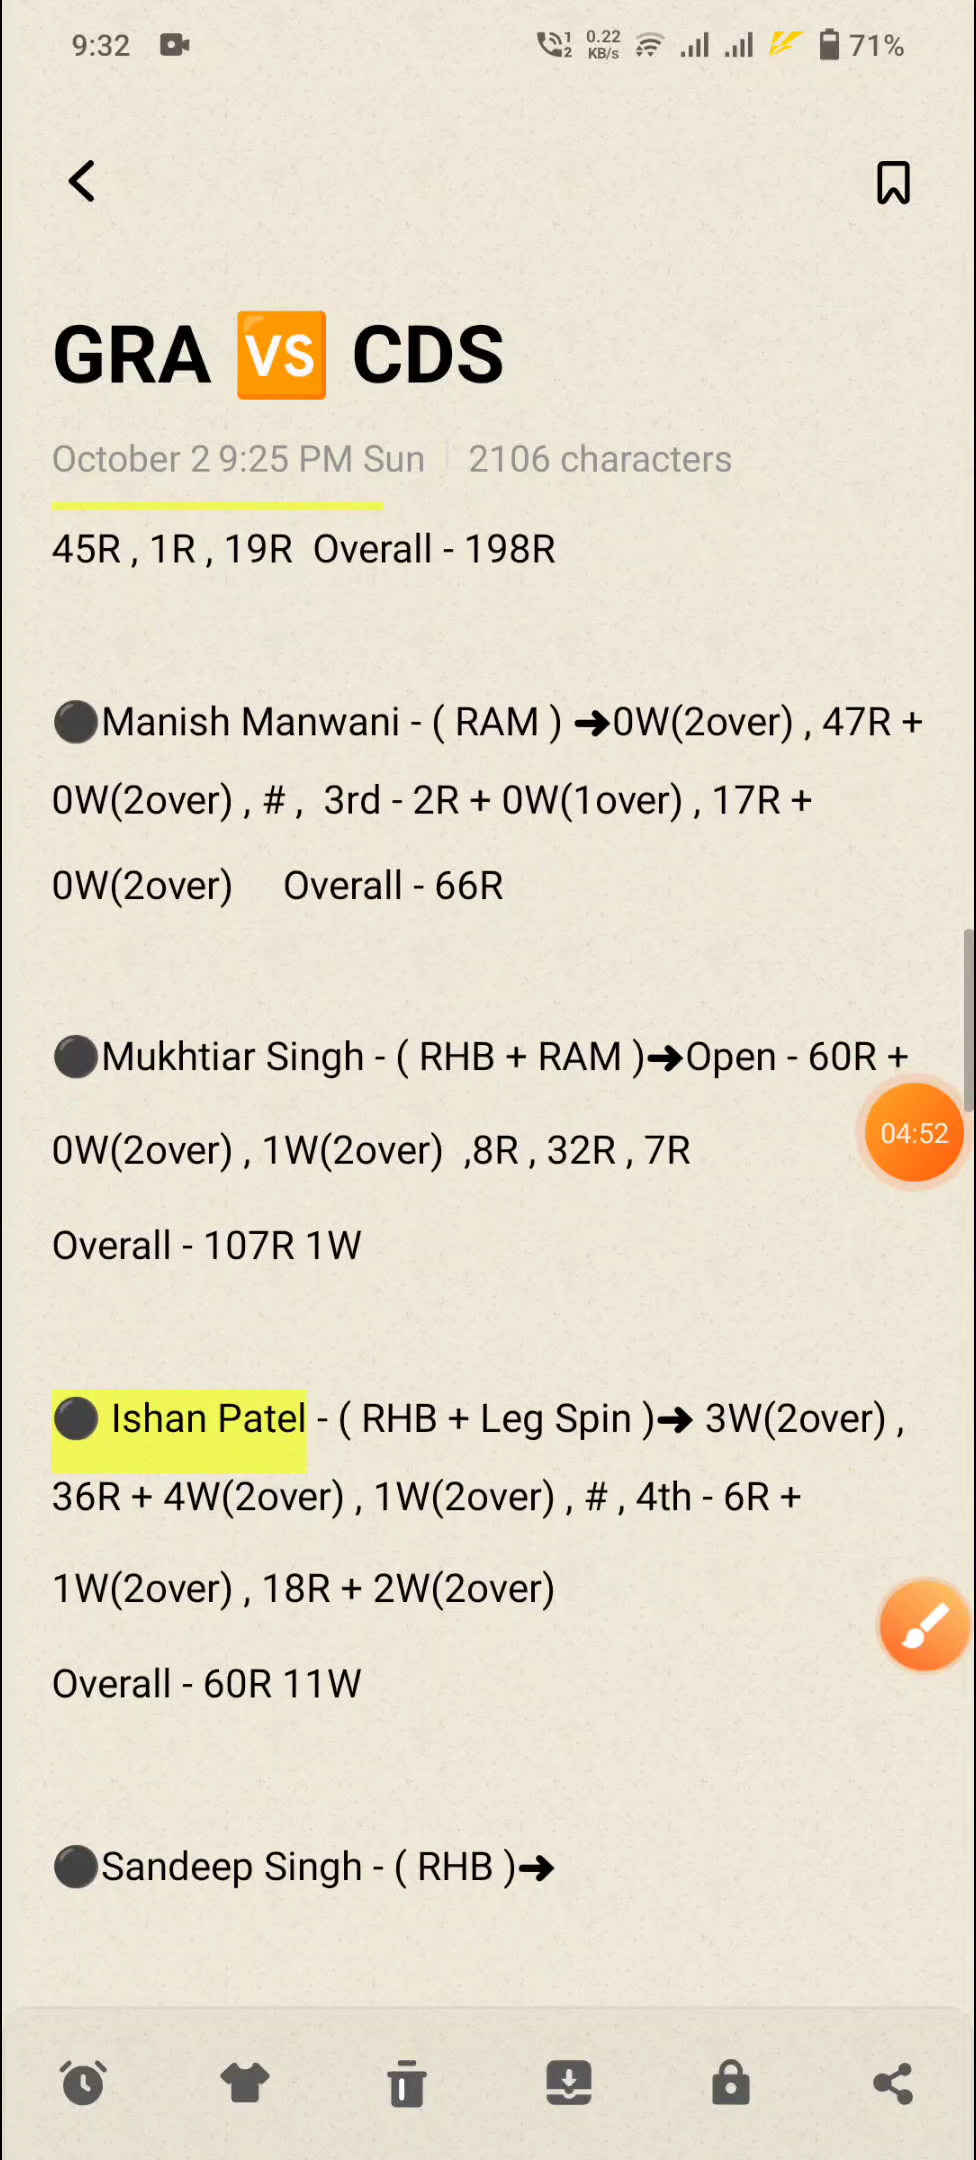 9:32 1 2 0.22 KB/s 71%
GRA VS CDS
October 2 9:25 PM Sun 2106 characters
45R , 1R , 19R Overall - 198R
Manish Manwani - ( RAM ) ➔0W(2over) , 47R +
0W(2over) , # , 3rd - 2R + 0W(1over) , 17R +
0W(2over) Overall - 66R
Mukhtiar Singh - ( RHB + RAM )➔Open - 60R +
0W(2over) , 1W(2over) ,8R , 32R , 7R
04:52
Overall - 107R 1W
Ishan Patel - ( RHB + Leg Spin )➔ 3W(2over) ,
36R + 4W(2over) , 1W(2over) , # , 4th - 6R +
1W(2over) , 18R + 2W(2over)
Overall - 60R 11W
Sandeep Singh - ( RHB )➔